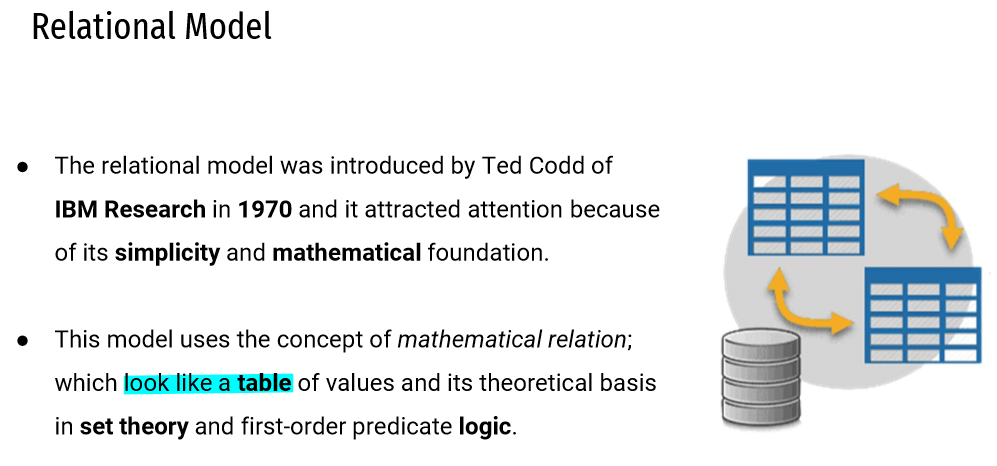 Relational Model
● The relational model was introduced by Ted Codd of
IBM Research in 1970 and it attracted attention because
of its simplicity and mathematical foundation.
● This model uses the concept of mathematical relation;
which look like a table of values and its theoretical basis
in set theory and first-order predicate logic.